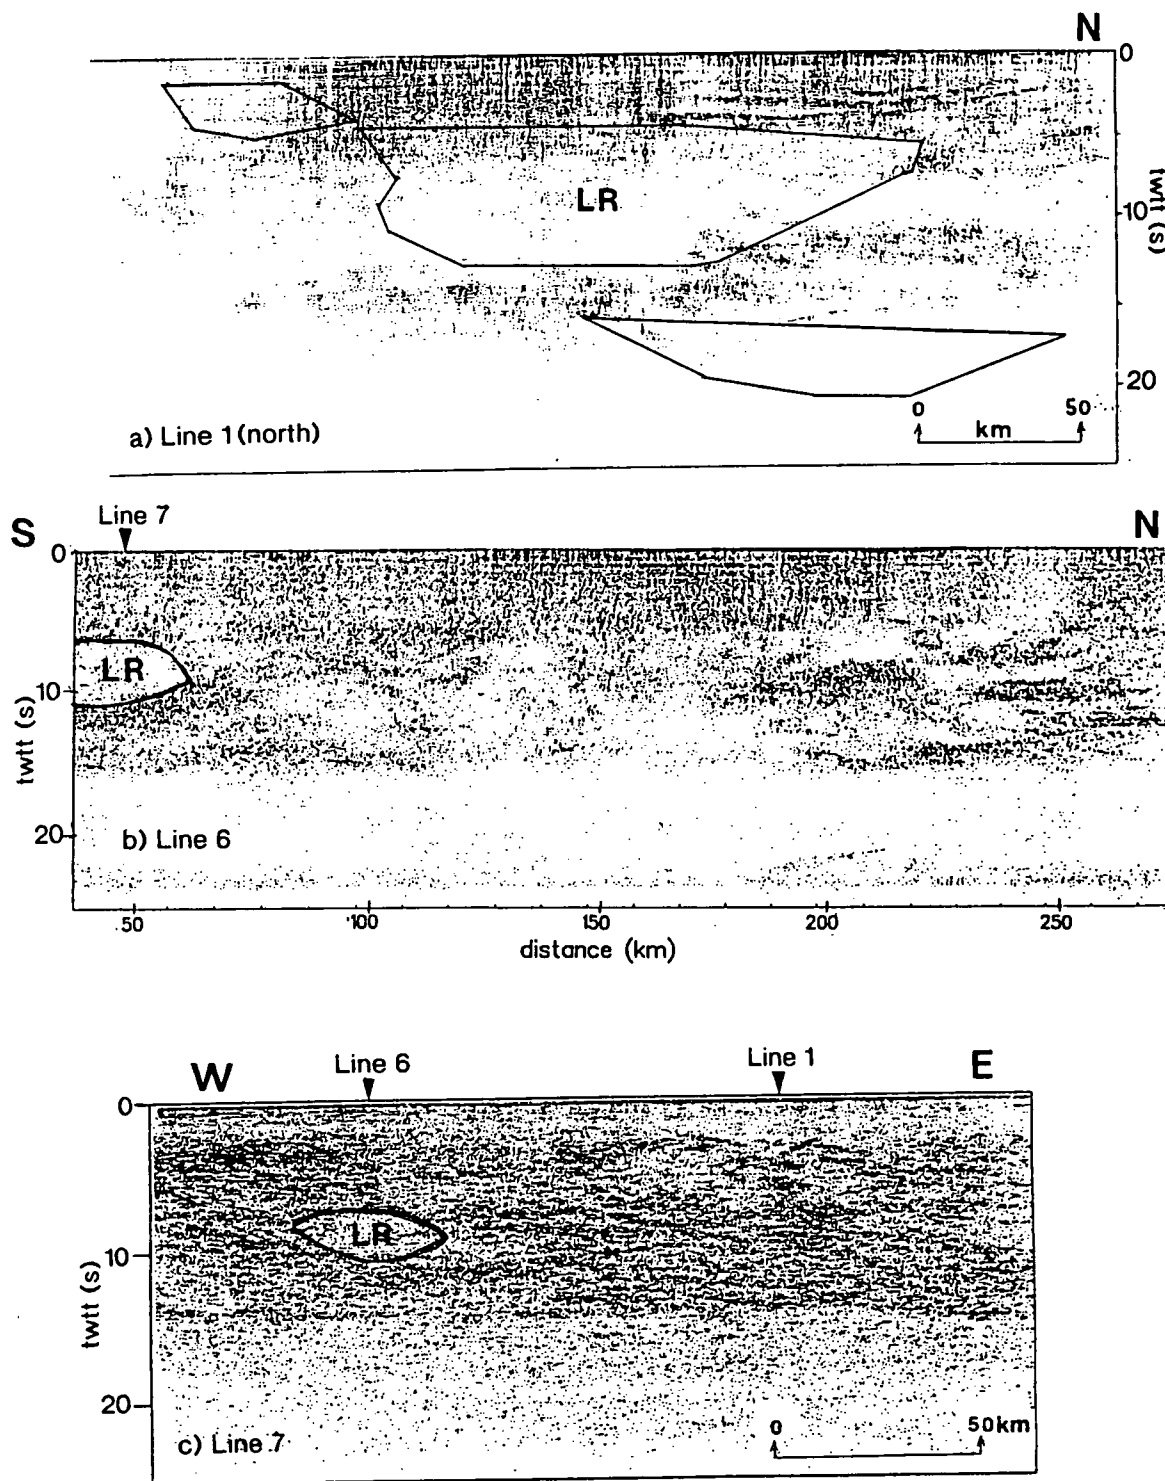 N
0
LR
10
twtt (s)
20
0 50
km
a) Line 1 (north)
Line 7
S N
0
LR
10
twtt (s)
20
b) Line 6
50 100 150 200 250
distance (km)
W Line 6 Line 1 E
0
LR
10
twtt (s)
20
0 50km
c) Line 7